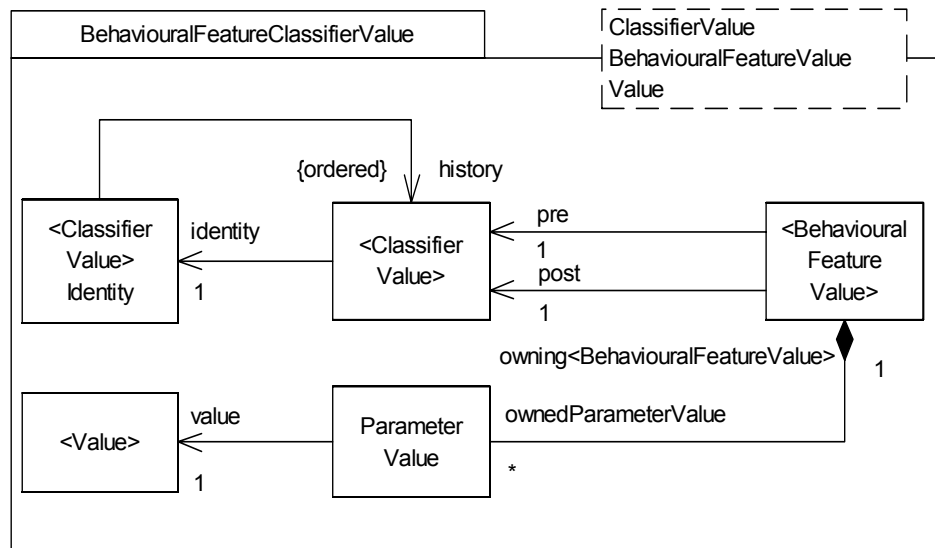 BehaviouralFeatureClassifierValue
ClassifierValue
BehaviouralFeatureValue
Value
{ordered}
history
<Classifier
Value>
Identity
identity
1
<Classifier
Value>
pre
1
post
1
<Behavioural
Feature
Value>
owning<BehaviouralFeatureValue>
1
<Value>
value
1
Parameter
Value
ownedParameterValue
*